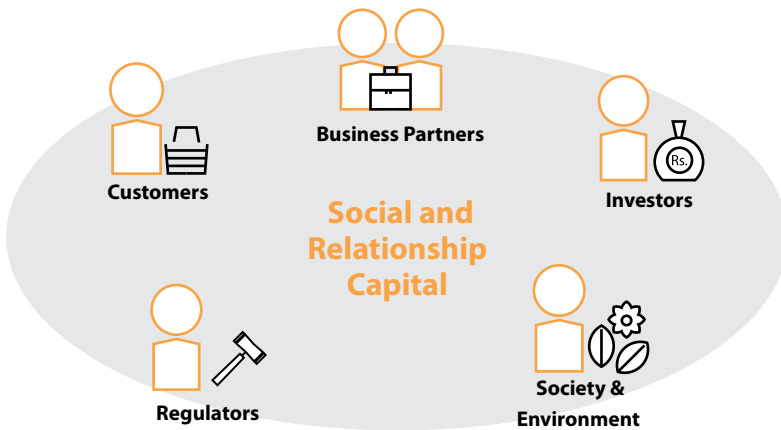 Business Partners
Customers
Rs.
Investors
Social and
Relationship
Capital
Regulators
Society &
Environment